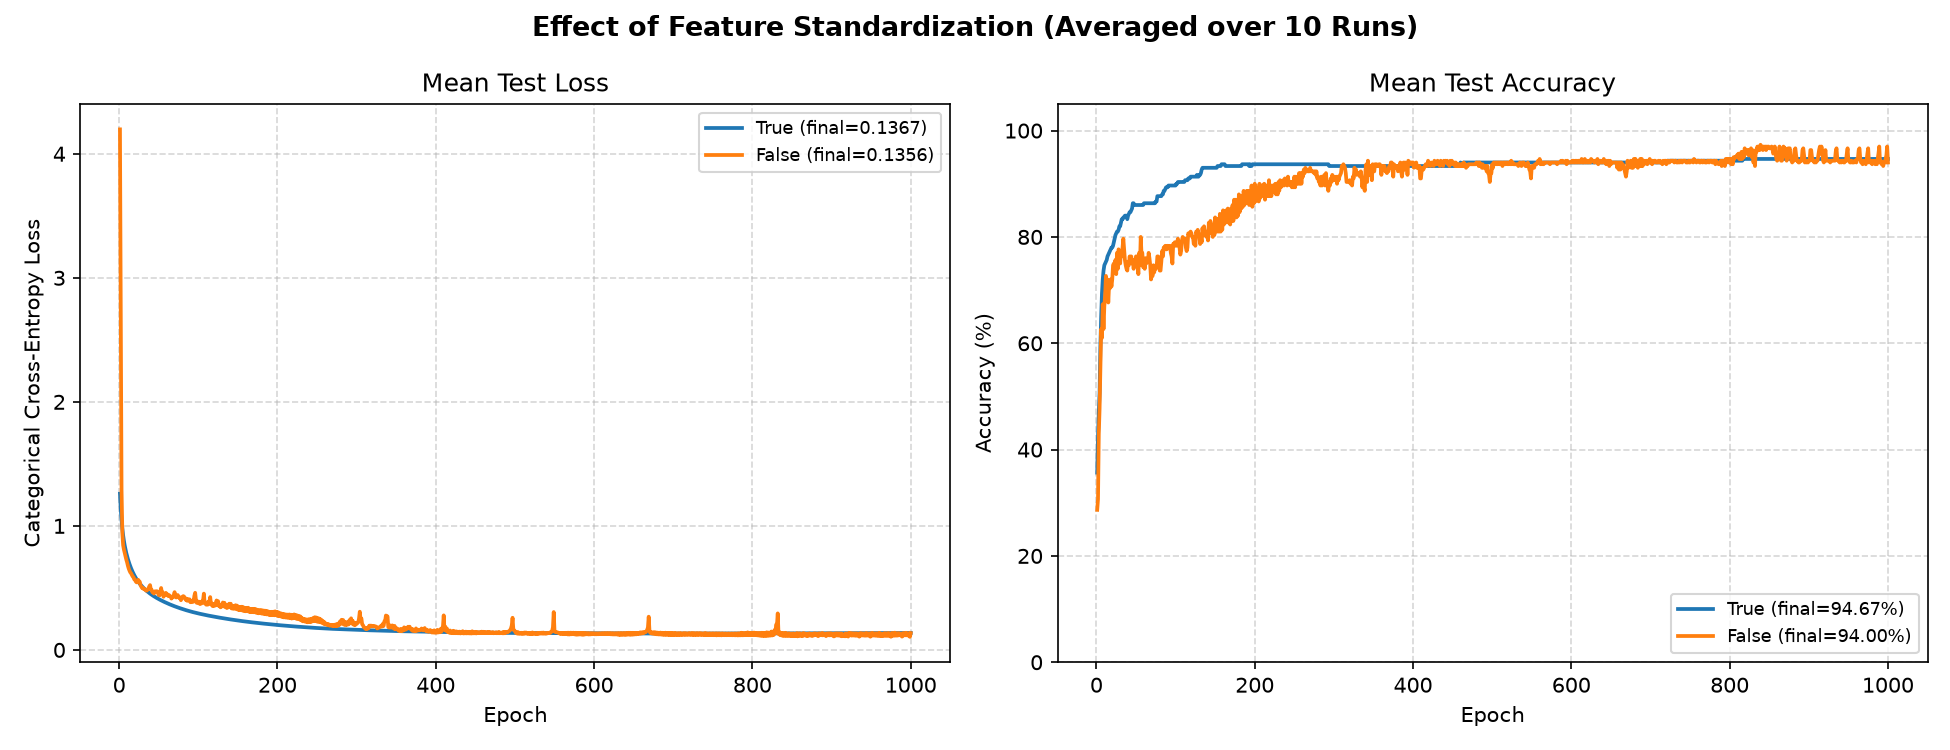 Effect of Feature Standardization (Averaged over 10 Runs)
Mean Test Loss
Categorical Cross-Entropy Loss
4
3
2
1
0
0 200 400 600 800 1000
Epoch
True (final=0.1367)
False (final=0.1356)
Mean Test Accuracy
Accuracy (%)
100
80
60
40
20
0
0 200 400 600 800 1000
Epoch
True (final=94.67%)
False (final=94.00%)